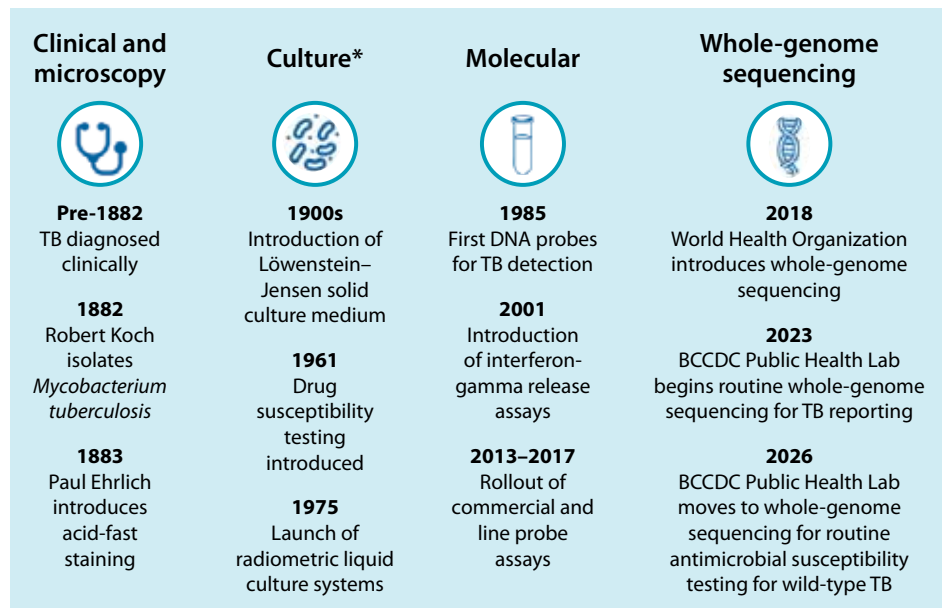 Clinical and
microscopy
Pre-1882
TB diagnosed
clinically
1882
Robert Koch
isolates
Mycobacterium
tuberculosis
1883
Paul Ehrlich
introduces
acid-fast
staining
Culture*
1900s
Introduction of
Löwenstein–
Jensen solid
culture medium
1961
Drug
susceptibility
testing
introduced
1975
Launch of
radiometric liquid
culture systems
Molecular
1985
First DNA probes
for TB detection
2001
Introduction
of interferon-
gamma release
assays
2013–2017
Rollout of
commercial and
line probe
assays
Whole-genome
sequencing
2018
World Health Organization
introduces whole-genome
sequencing
2023
BCCDC Public Health Lab
begins routine whole-genome
sequencing for TB reporting
2026
BCCDC Public Health Lab
moves to whole-genome
sequencing for routine
antimicrobial susceptibility
testing for wild-type TB